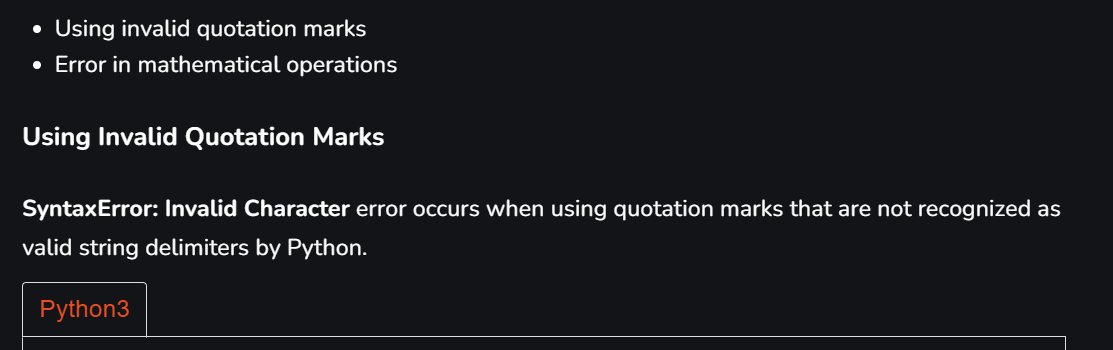 Using invalid quotation marks
Error in mathematical operations
Using Invalid Quotation Marks
SyntaxError: Invalid Character error occurs when using quotation marks that are not recognized as
valid string delimiters by Python.
Python3